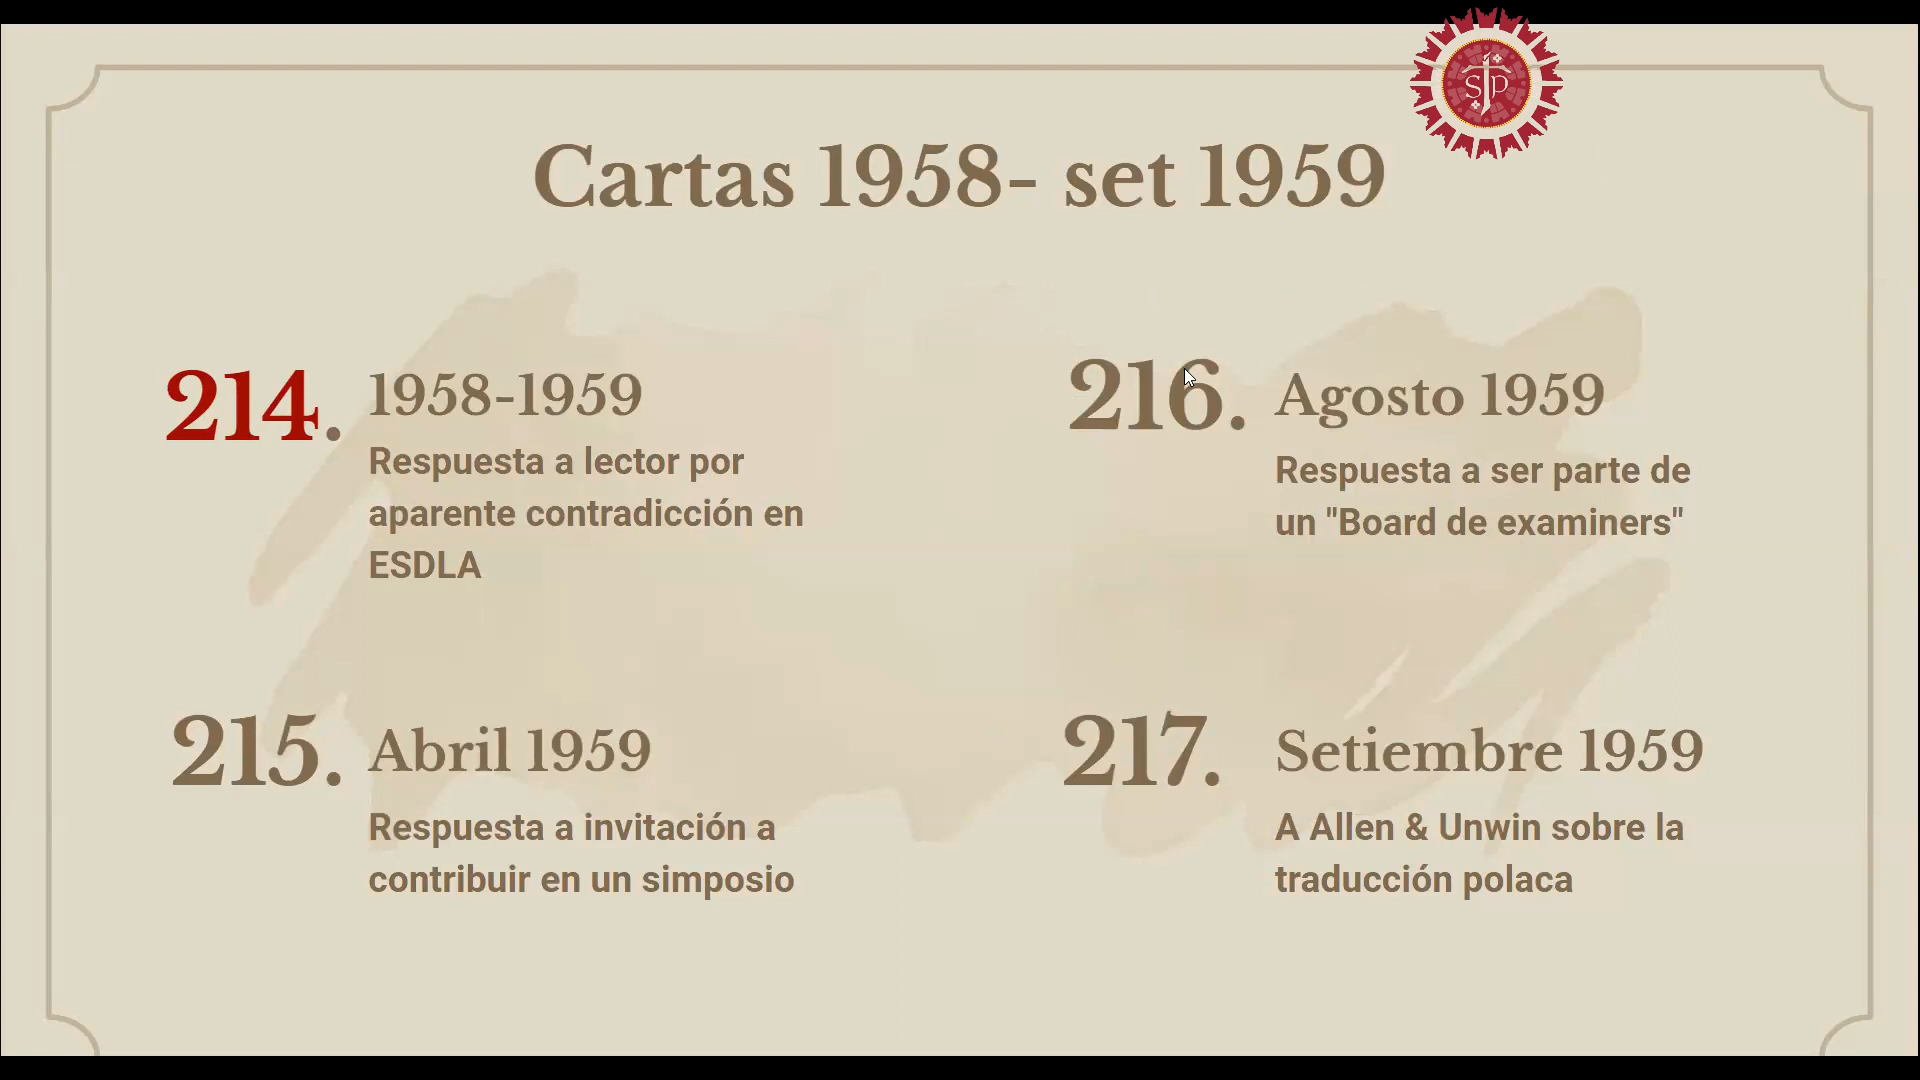 Cartas 1958- set 1959
214. 1958-1959
Respuesta a lector por
aparente contradicción en
ESDLA
215. Abril 1959
Respuesta a invitación a
contribuir en un simposio
216. Agosto 1959
Respuesta a ser parte de
un "Board de examiners"
217. Setiembre 1959
A Allen & Unwin sobre la
traducción polaca
S P